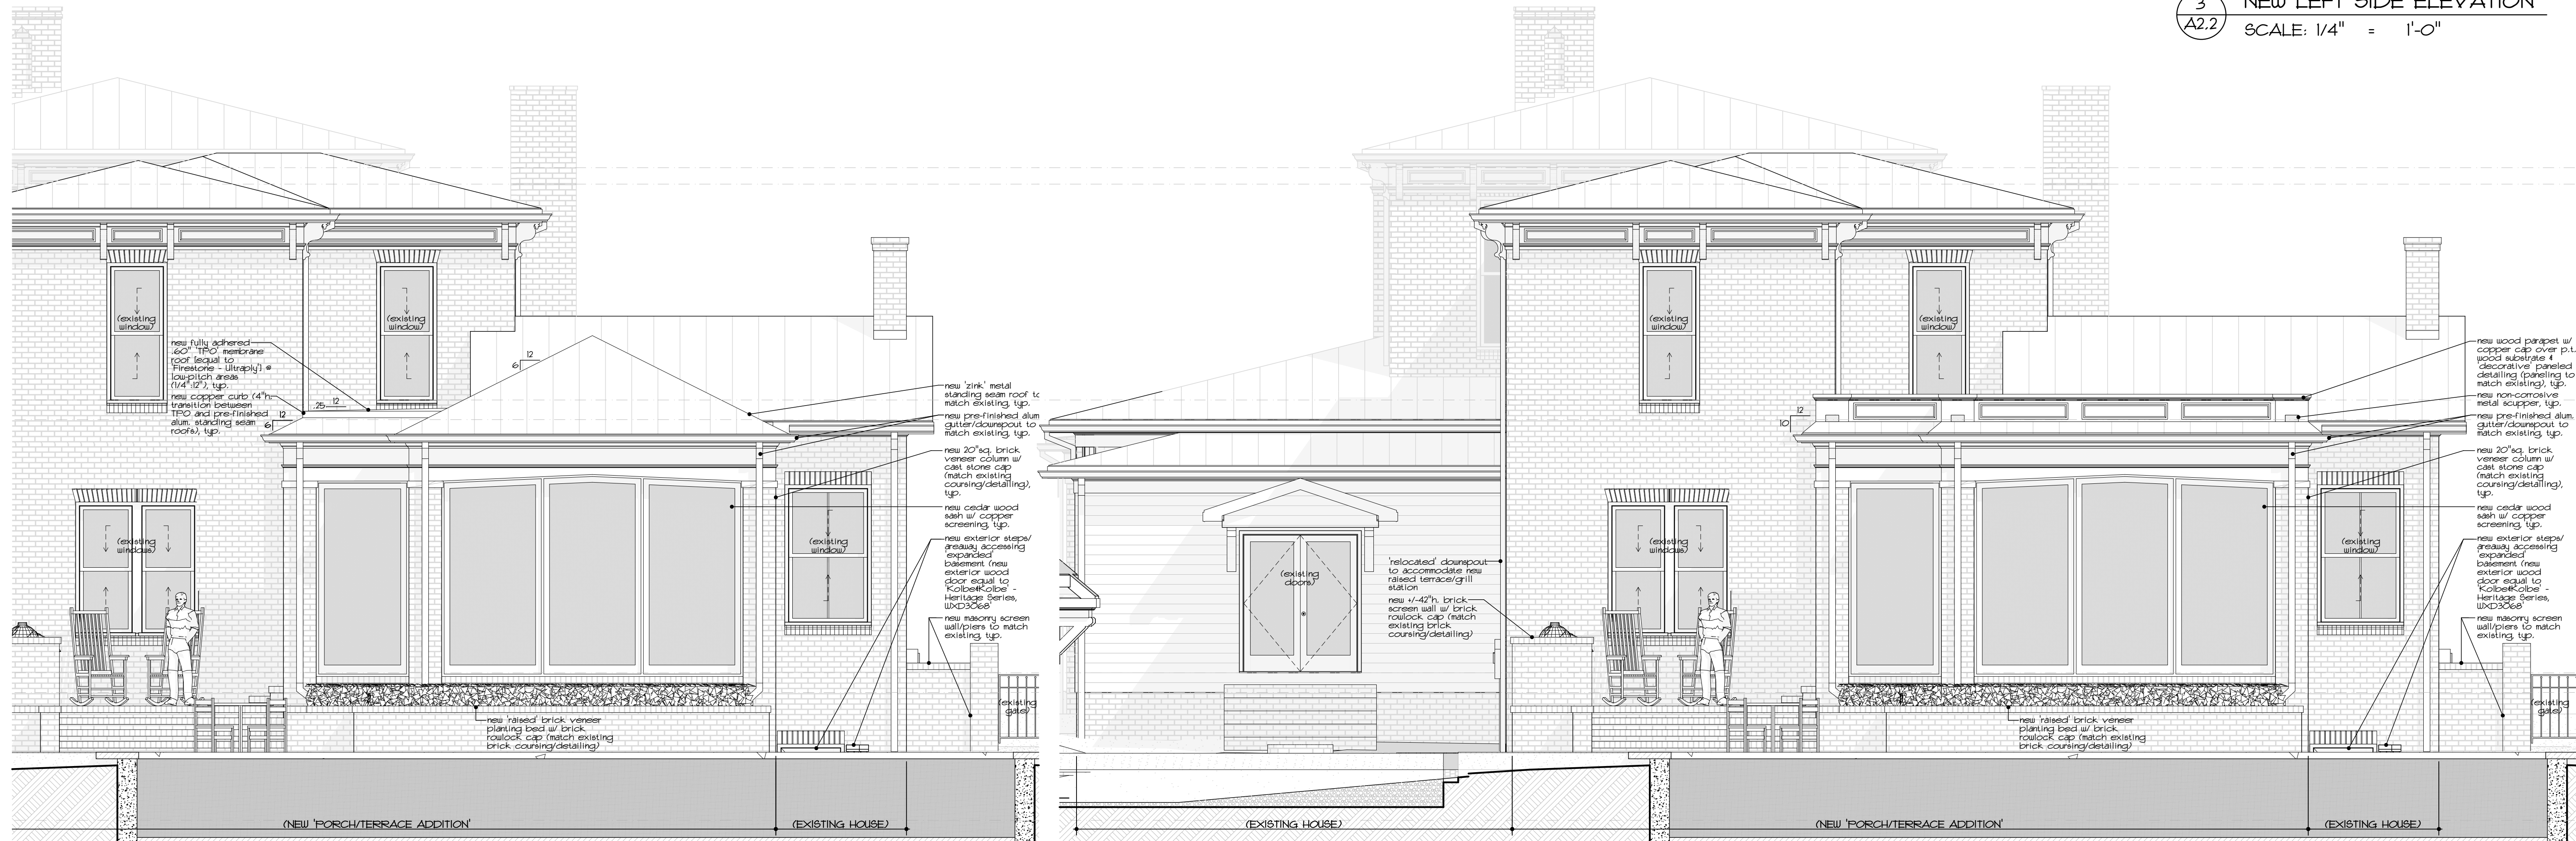 3
A2.2
NEW LEFT SIDE ELEVATION
SCALE: 1/4" = 1'-0"
(existing
window)
(existing
window)
new fully adhered
.60" 'TPO' membrane
roof [equal to
'Firestone - Ultraply'] @
low-pitch areas
(1/4":12"), typ.
new copper curb (4"h.
transition between
TPO and pre-finished
alum. standing seam
roofs), typ.
12
.25
12
6
12
6
new 'zink' metal
standing seam roof to
match existing, typ.
new pre-finished alum
gutter/downspout to
match existing, typ.
new 20"sq. brick
veneer column w/
cast stone cap
(match existing
coursing/detailing),
typ.
new cedar wood
sash w/ copper
screening, typ.
new exterior steps/
areaway accessing
'expanded'
basement (new
exterior wood
door equal to
'Kolbe&Kolbe' -
Heritage Series,
WXD3068'
new masonry screen
wall/piers to match
existing, typ.
(existing
windows)
(existing
window)
(existing
gate)
new 'raised' brick veneer
planting bed w/ brick
rowlock cap (match existing
brick coursing/detailing)
(NEW 'PORCH/TERRACE ADDITION'
(EXISTING HOUSE)
(existing
window)
(existing
window)
12
10
new wood parapet w/
copper cap over p.t.
wood substrate &
'decorative' paneled
detailing (paneling to
match existing), typ.
new non-corrosive
metal scupper, typ.
new pre-finished alum.
gutter/downspout to
match existing, typ.
new 20"sq. brick
veneer column w/
cast stone cap
(match existing
coursing/detailing),
typ.
new cedar wood
sash w/ copper
screening, typ.
new exterior steps/
areaway accessing
'expanded'
basement (new
exterior wood
door equal to
'Kolbe&Kolbe' -
Heritage Series,
WXD3068'
new masonry screen
wall/piers to match
existing, typ.
(existing
doors)
'relocated' downspout
to accommodate new
raised terrace/grill
station
new +/-42"h. brick
screen wall w/ brick
rowlock cap (match
existing brick
coursing/detailing)
(existing
windows)
(existing
window)
(existing
gate)
new 'raised' brick veneer
planting bed w/ brick
rowlock cap (match existing
brick coursing/detailing)
(EXISTING HOUSE)
(NEW 'PORCH/TERRACE ADDITION'
(EXISTING HOUSE)